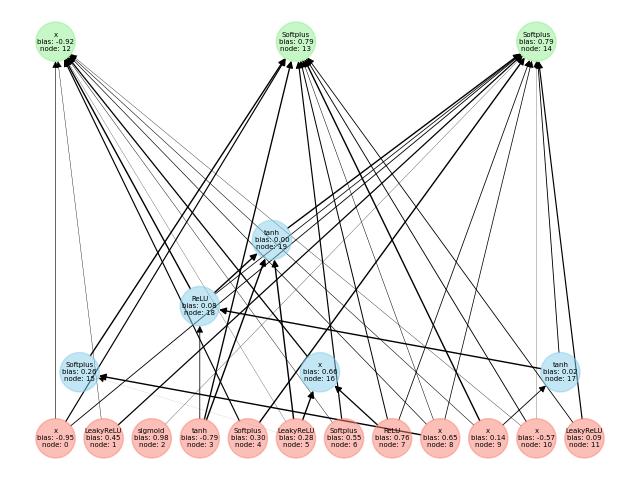 x
bias: -0.92
node: 12
Softplus
bias: 0.79
node: 13
Softplus
bias: 0.79
node: 14
tanh
bias: 0.00
node: 19
ReLU
bias: 0.08
node: 18
Softplus
bias: 0.26
node: 15
x
bias: 0.66
node: 16
tanh
bias: 0.02
node: 17
x
bias: -0.95
node: 0
LeakyReLU
bias: 0.45
node: 1
sigmoid
bias: 0.98
node: 2
tanh
bias: -0.79
node: 3
Softplus
bias: 0.30
node: 4
LeakyReLU
bias: 0.28
node: 5
Softplus
bias: 0.55
node: 6
ReLU
bias: 0.76
node: 7
x
bias: 0.65
node: 8
x
bias: 0.14
node: 9
x
bias: -0.57
node: 10
LeakyReLU
bias: 0.09
node: 11